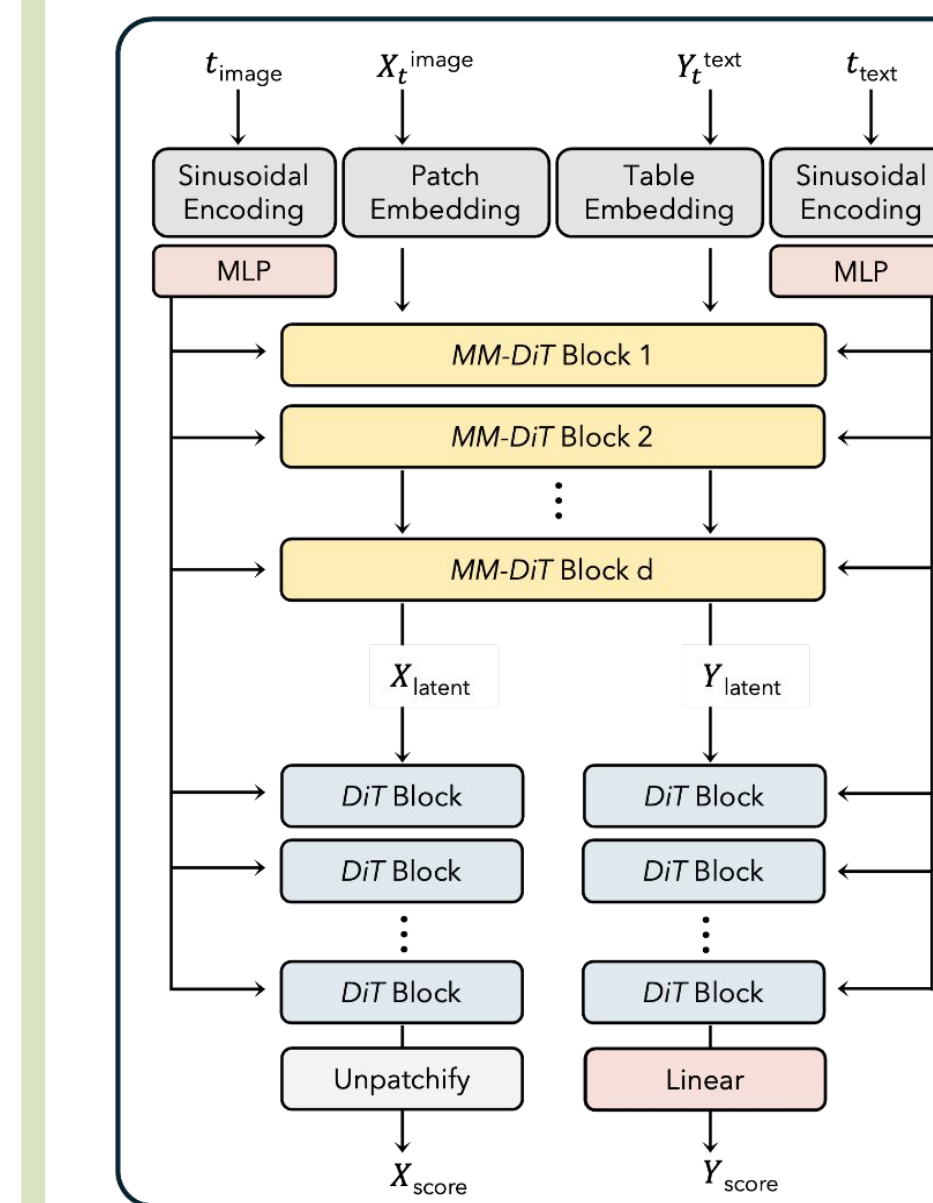 t_image X_t^image Y_t^text t_text
Sinusoidal Encoding Patch Embedding Table Embedding Sinusoidal Encoding
MLP MLP
MM-DiT Block 1
MM-DiT Block 2
MM-DiT Block d
X_latent Y_latent
DiT Block DiT Block
DiT Block DiT Block
DiT Block DiT Block
Unpatchify Linear
X_score Y_score